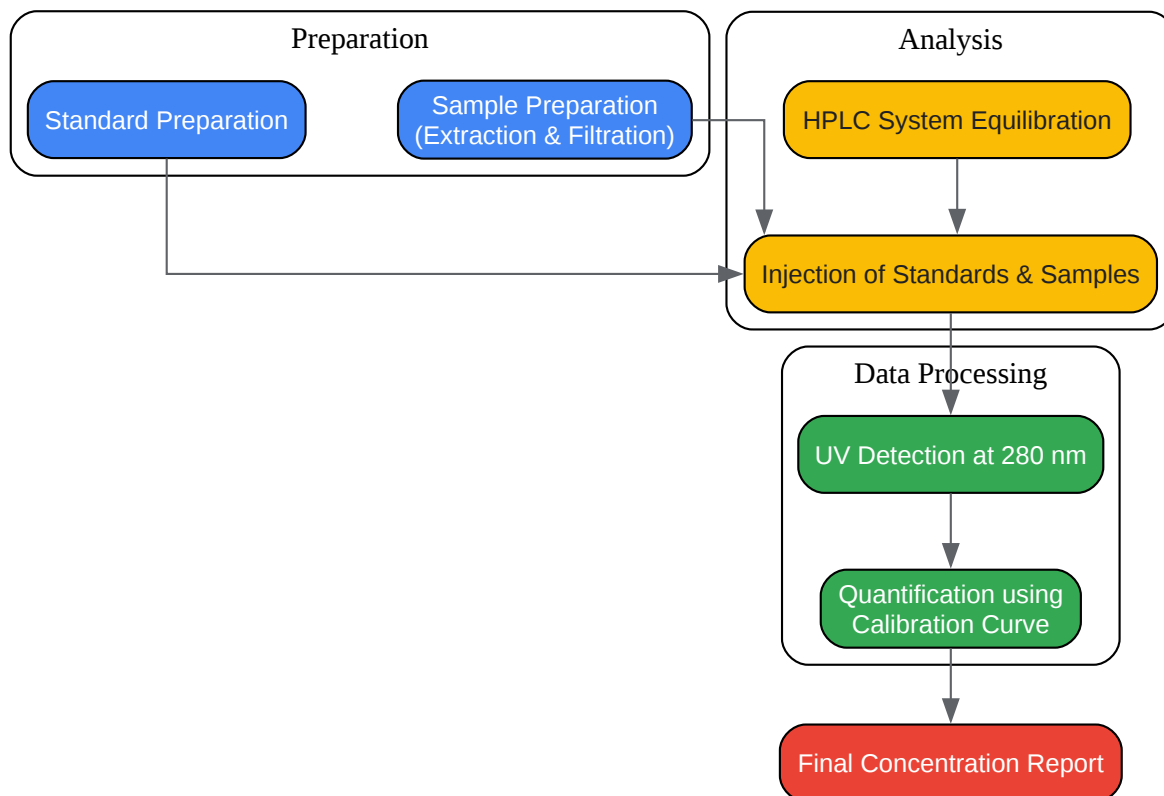 Preparation
Standard Preparation
Sample Preparation
(Extraction & Filtration)
Analysis
HPLC System Equilibration
Injection of Standards & Samples
Data Processing
UV Detection at 280 nm
Quantification using
Calibration Curve
Final Concentration Report